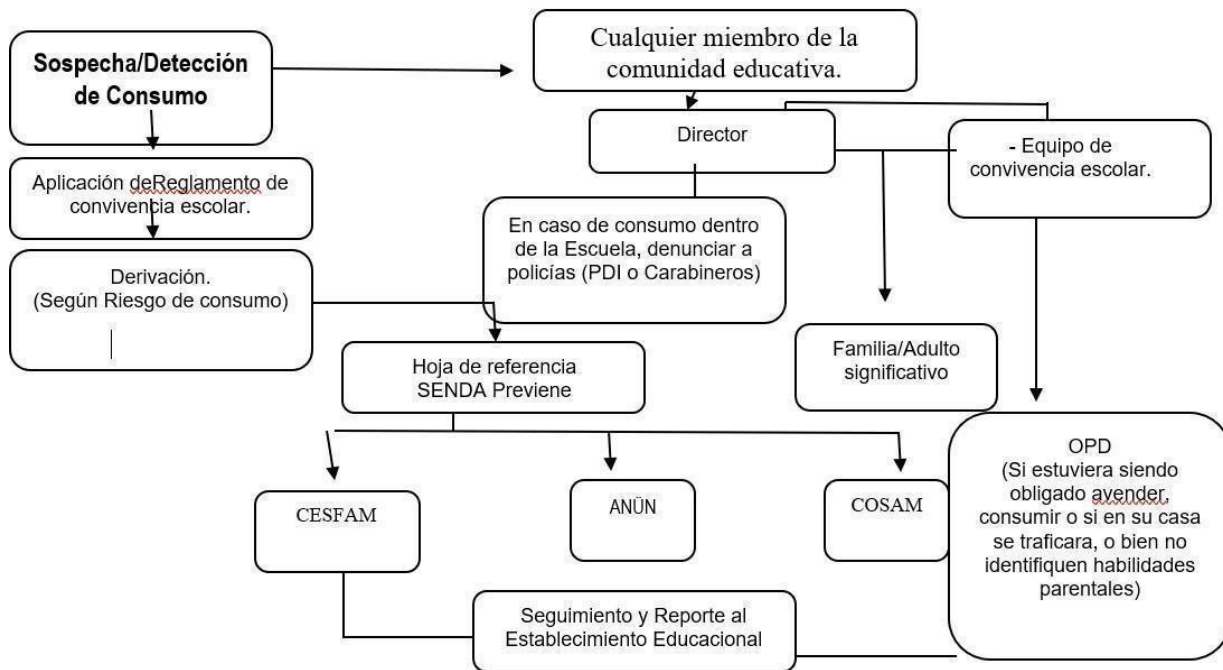 Sospecha/Detección
de Consumo
Cualquier miembro de la
comunidad educativa.
Director
- Equipo de
convivencia escolar.
Aplicación deReglamento de
convivencia escolar.
En caso de consumo dentro
de la Escuela, denunciar a
policías (PDI o Carabineros)
Derivación.
(Según Riesgo de consumo)
Hoja de referencia
SENDA Previene
Familia/Adulto
significativo
OPD
(Si estuviera siendo
obligado avender,
consumir o si en su casa
se traficara, o bien no
identifiquen habilidades
parentales)
CESFAM
ANÜN
COSAM
Seguimiento y Reporte al
Establecimiento Educacional